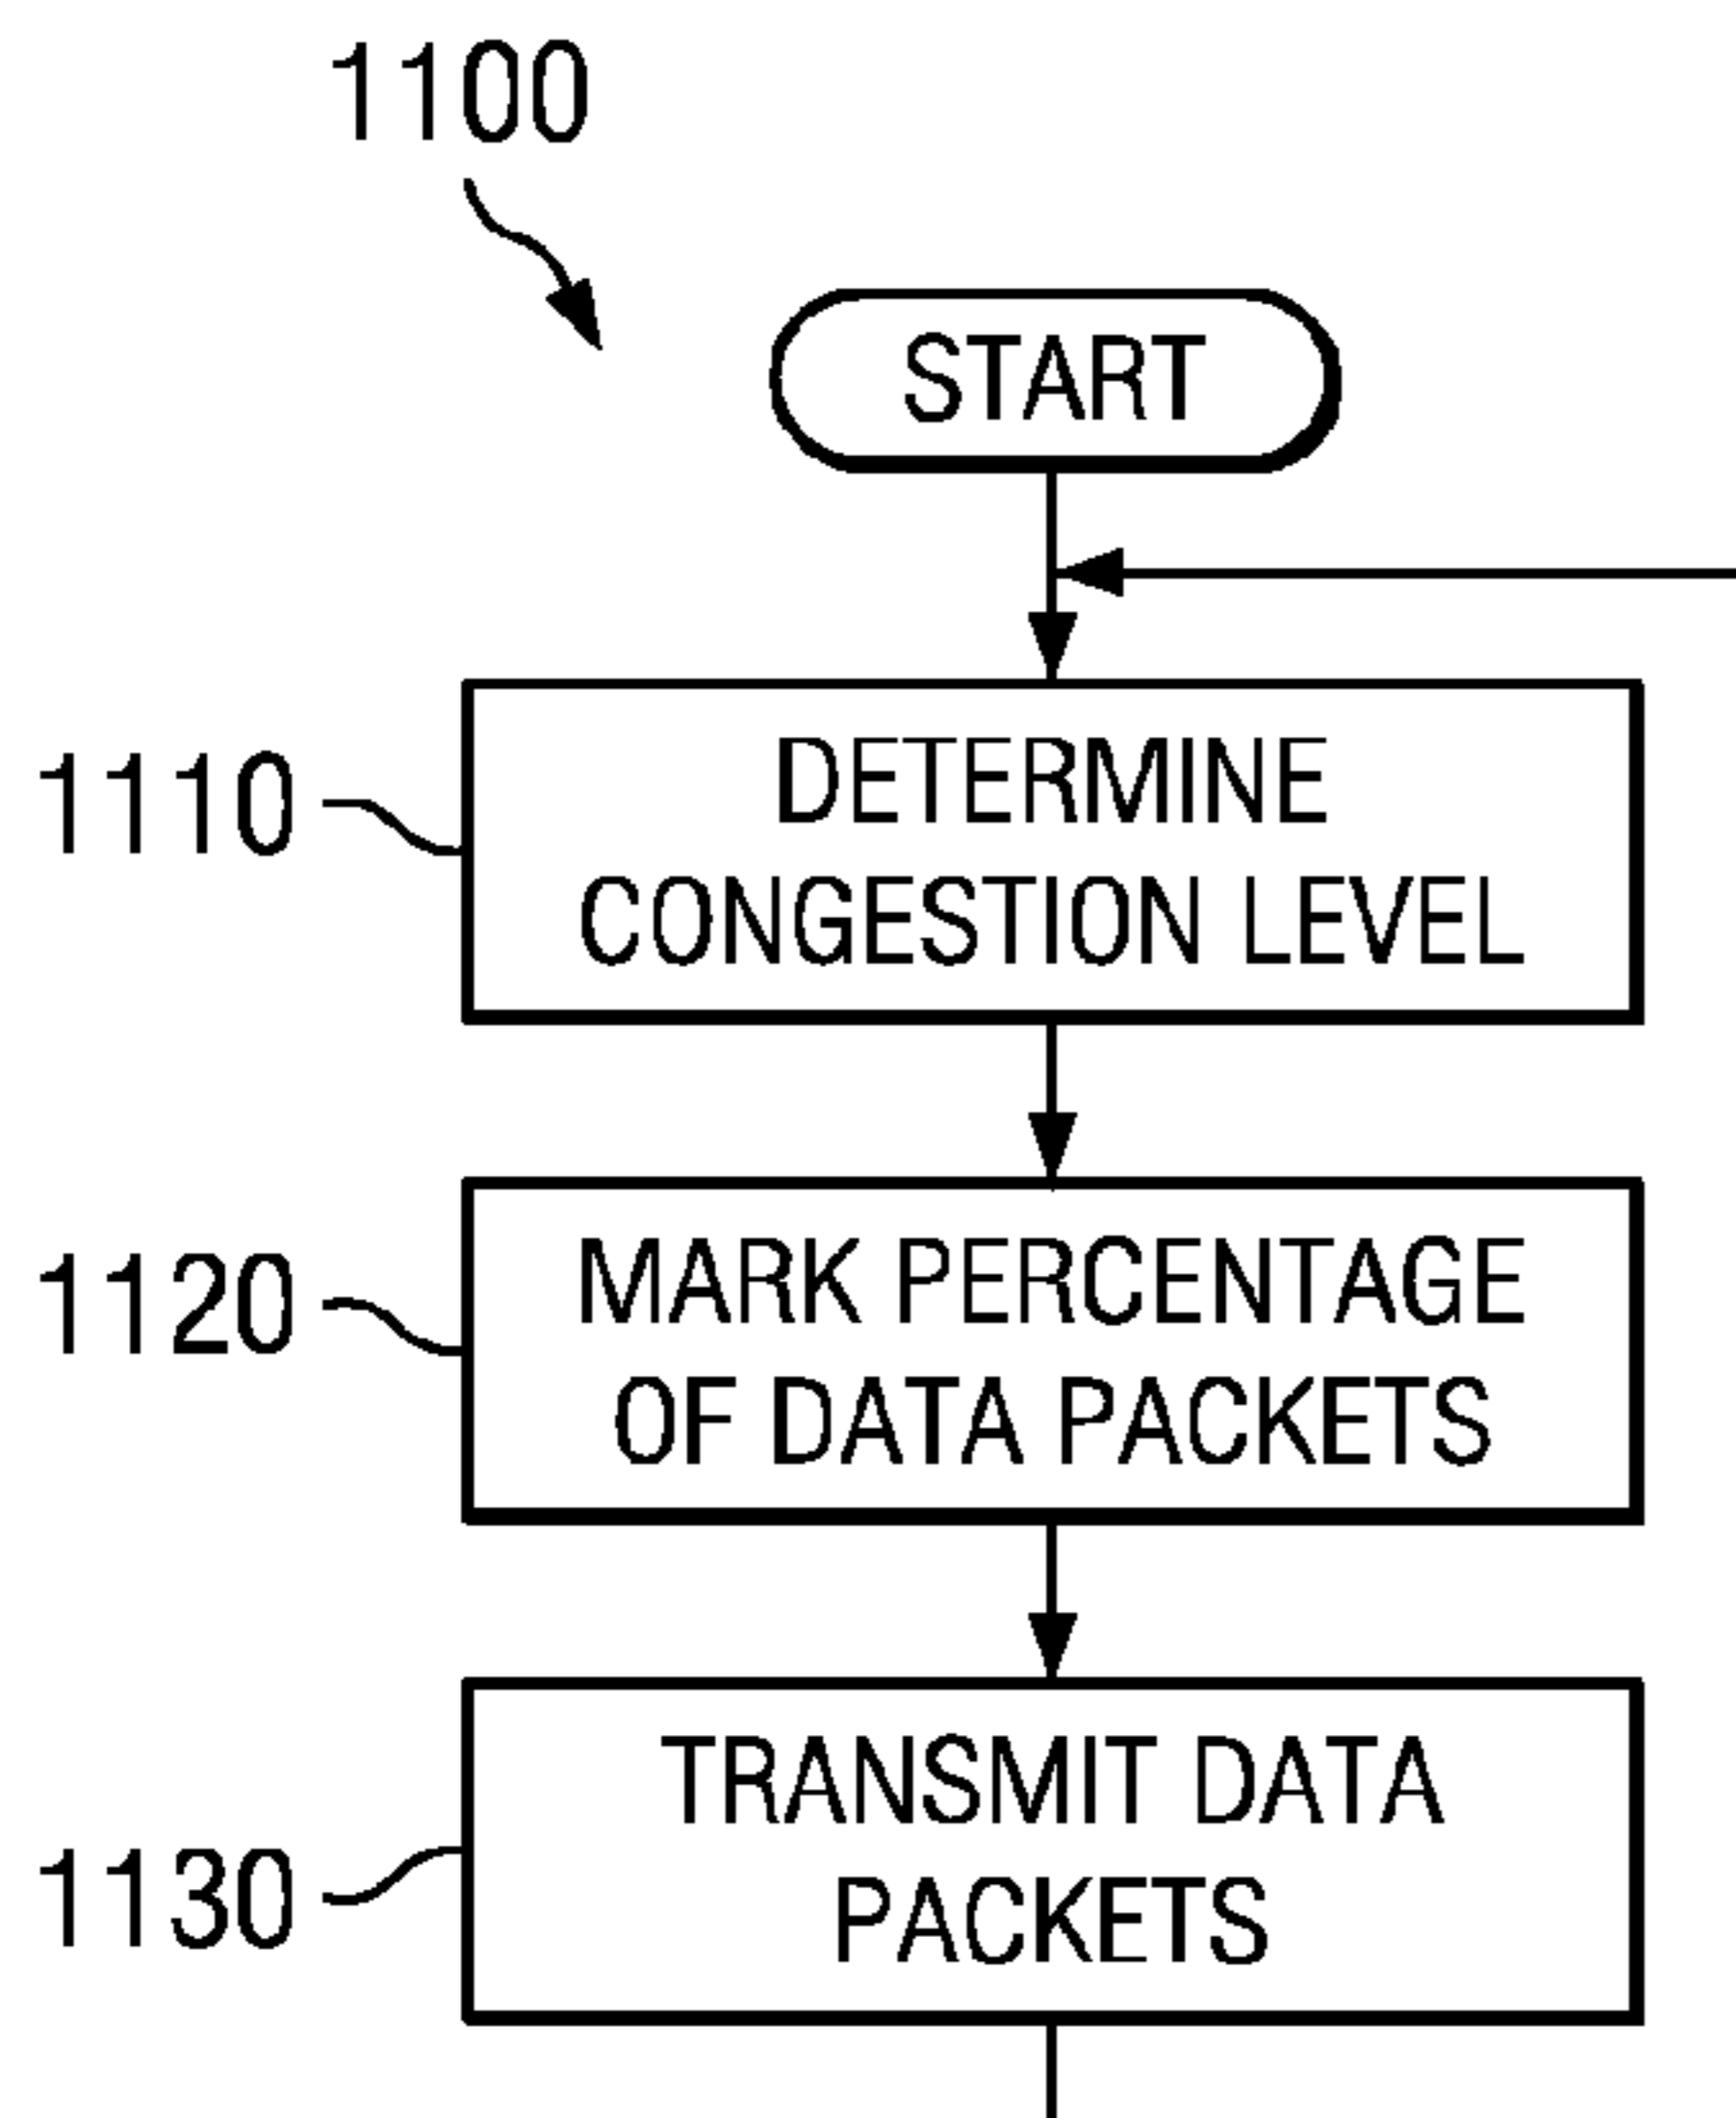 1100
START
1110
DETERMINE
CONGESTION LEVEL
1120
MARK PERCENTAGE
OF DATA PACKETS
1130
TRANSMIT DATA
PACKETS